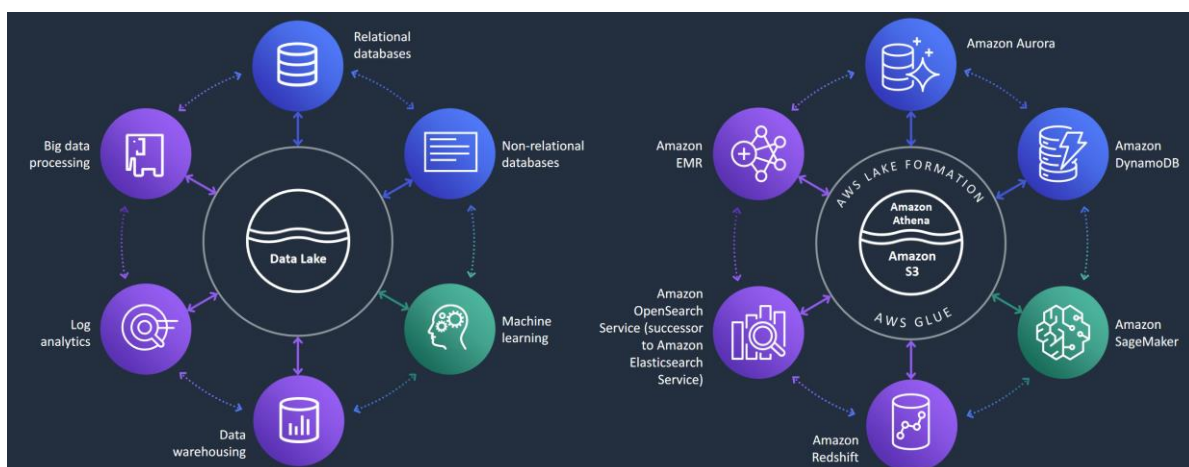 Relational
databases
Big data
processing
Non-relational
databases
Data Lake
Log
analytics
Machine
learning
Data
warehousing
Amazon Aurora
Amazon
EMR
Amazon
DynamoDB
AWS LAKE FORMATION
Amazon
Athena
Amazon
S3
AWS GLUE
Amazon
OpenSearch
Service (successor
to Amazon
Elasticsearch
Service)
Amazon
SageMaker
Amazon
Redshift